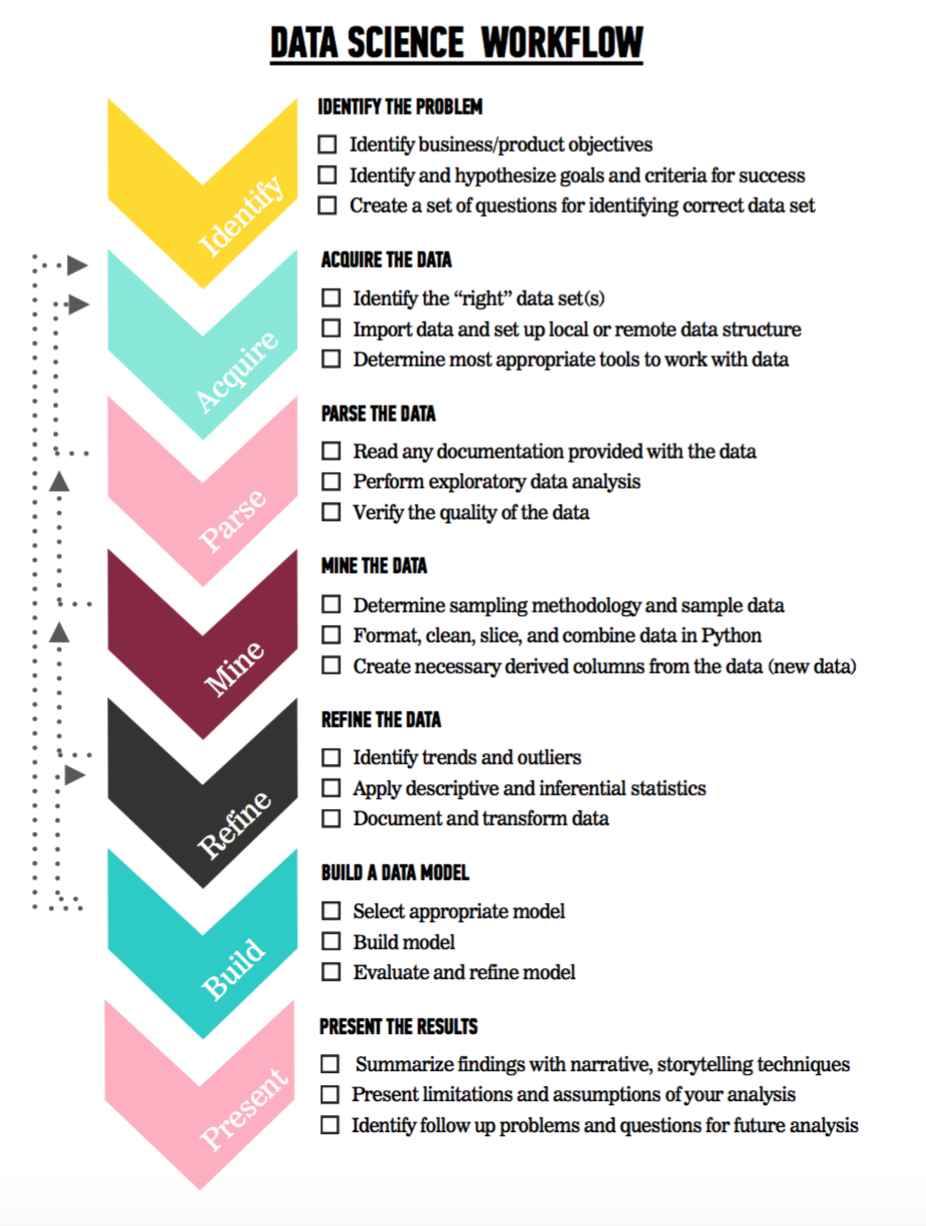 DATA SCIENCE WORKFLOW
Identify
IDENTIFY THE PROBLEM
Identify business/product objectives
Identify and hypothesize goals and criteria for success
Create a set of questions for identifying correct data set
Acquire
ACQUIRE THE DATA
Identify the “right” data set(s)
Import data and set up local or remote data structure
Determine most appropriate tools to work with data
Parse
PARSE THE DATA
Read any documentation provided with the data
Perform exploratory data analysis
Verify the quality of the data
Mine
MINE THE DATA
Determine sampling methodology and sample data
Format, clean, slice, and combine data in Python
Create necessary derived columns from the data (new data)
Refine
REFINE THE DATA
Identify trends and outliers
Apply descriptive and inferential statistics
Document and transform data
Build
BUILD A DATA MODEL
Select appropriate model
Build model
Evaluate and refine model
Present
PRESENT THE RESULTS
Summarize findings with narrative, storytelling techniques
Present limitations and assumptions of your analysis
Identify follow up problems and questions for future analysis